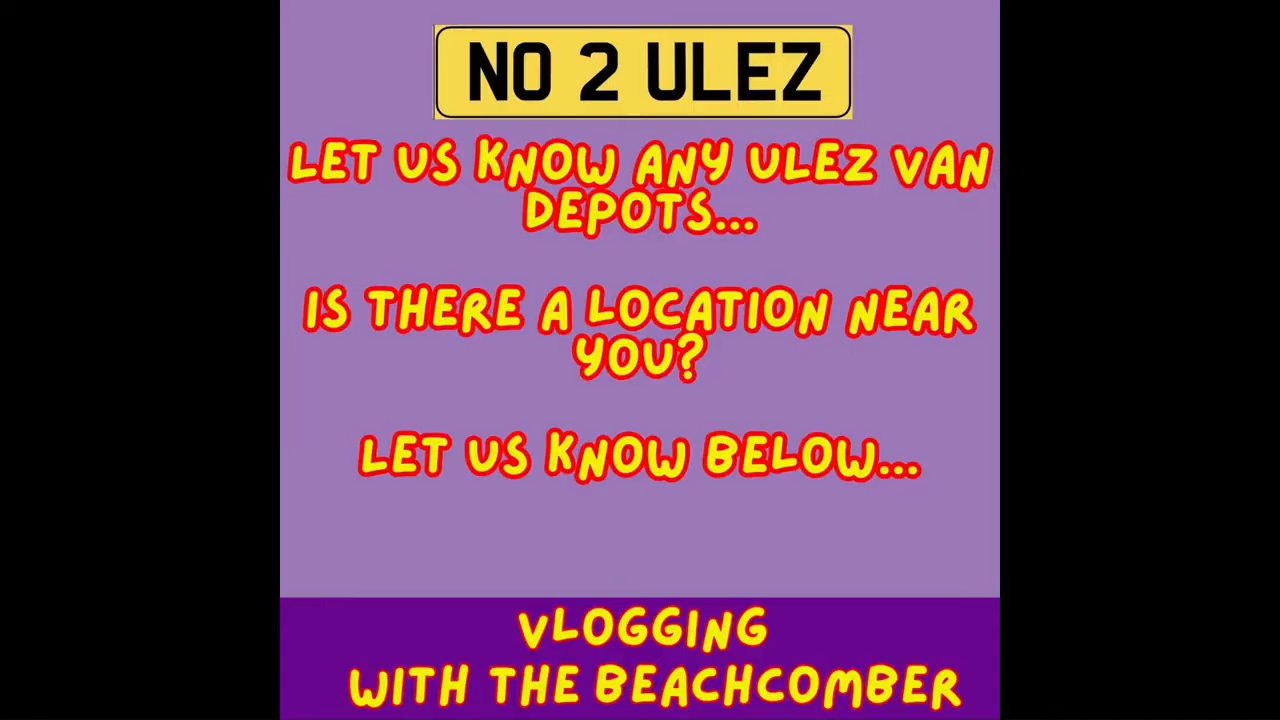 NO 2 ULEZ
LET US KNOW ANY ULEZ VAN
DEPOTS...
IS THERE A LOCATION NEAR
YOU?
LET US KNOW BELOW...
VLOGGING
WITH THE BEACHCOMBER